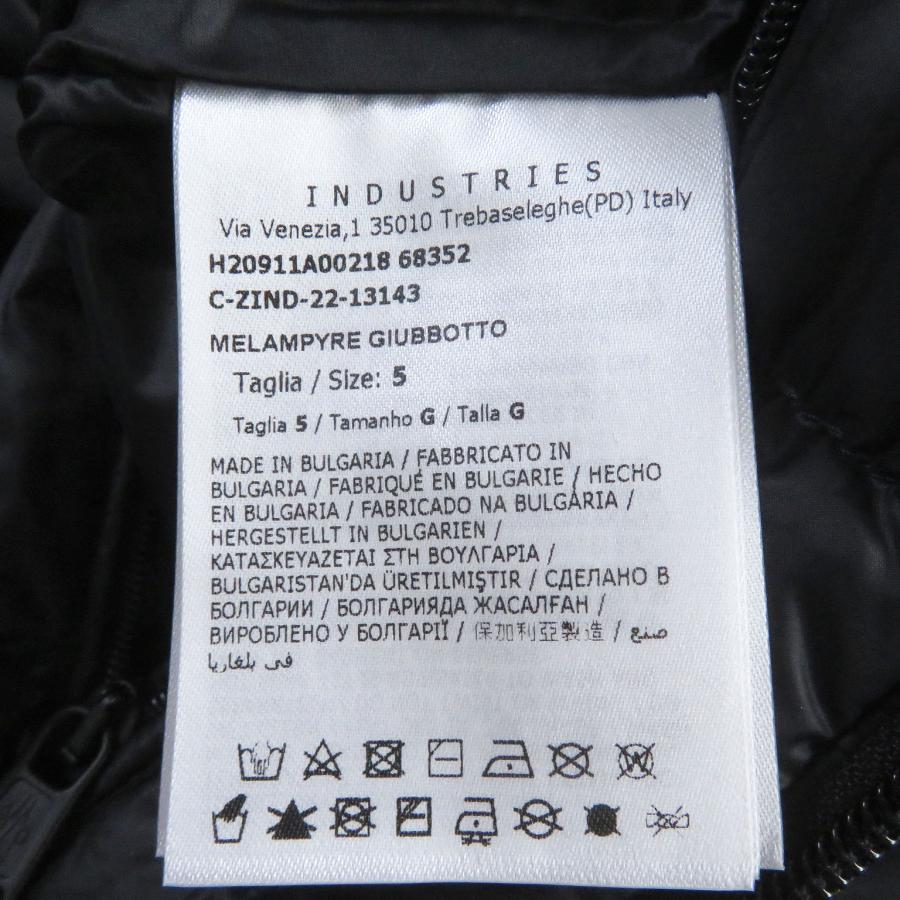 INDUSTRIES
Via Venezia,1 35010 Trebaseleghe(PD) Italy
H20911A00218 68352
C-ZIND-22-13143
MELAMPYRE GIUBBOTTO
Taglia / Size: 5
Taglia 5 / Tamanho G / Talla G
MADE IN BULGARIA / FABBRICATO IN
BULGARIA / FABRIQUÉ EN BULGARIE / HECHO
EN BULGARIA / FABRICADO NA BULGÁRIA /
HERGESTELLT IN BULGARIEN /
ΚΑΤΑΣΚΕΥΑΖΕΤΑΙ ΣΤΗ ΒΟΥΛΓΑΡΙΑ /
BULGARISTAN'DA ÜRETILMIŞTIR / СДЕЛАНО В
БОЛГАРИИ / БОЛГАРИЯДА ЖАСАЛҒАН /
ВИРОБЛЕНО У БОЛГАРІЇ / 保加利亞製造 / صنع
في بلغاريا